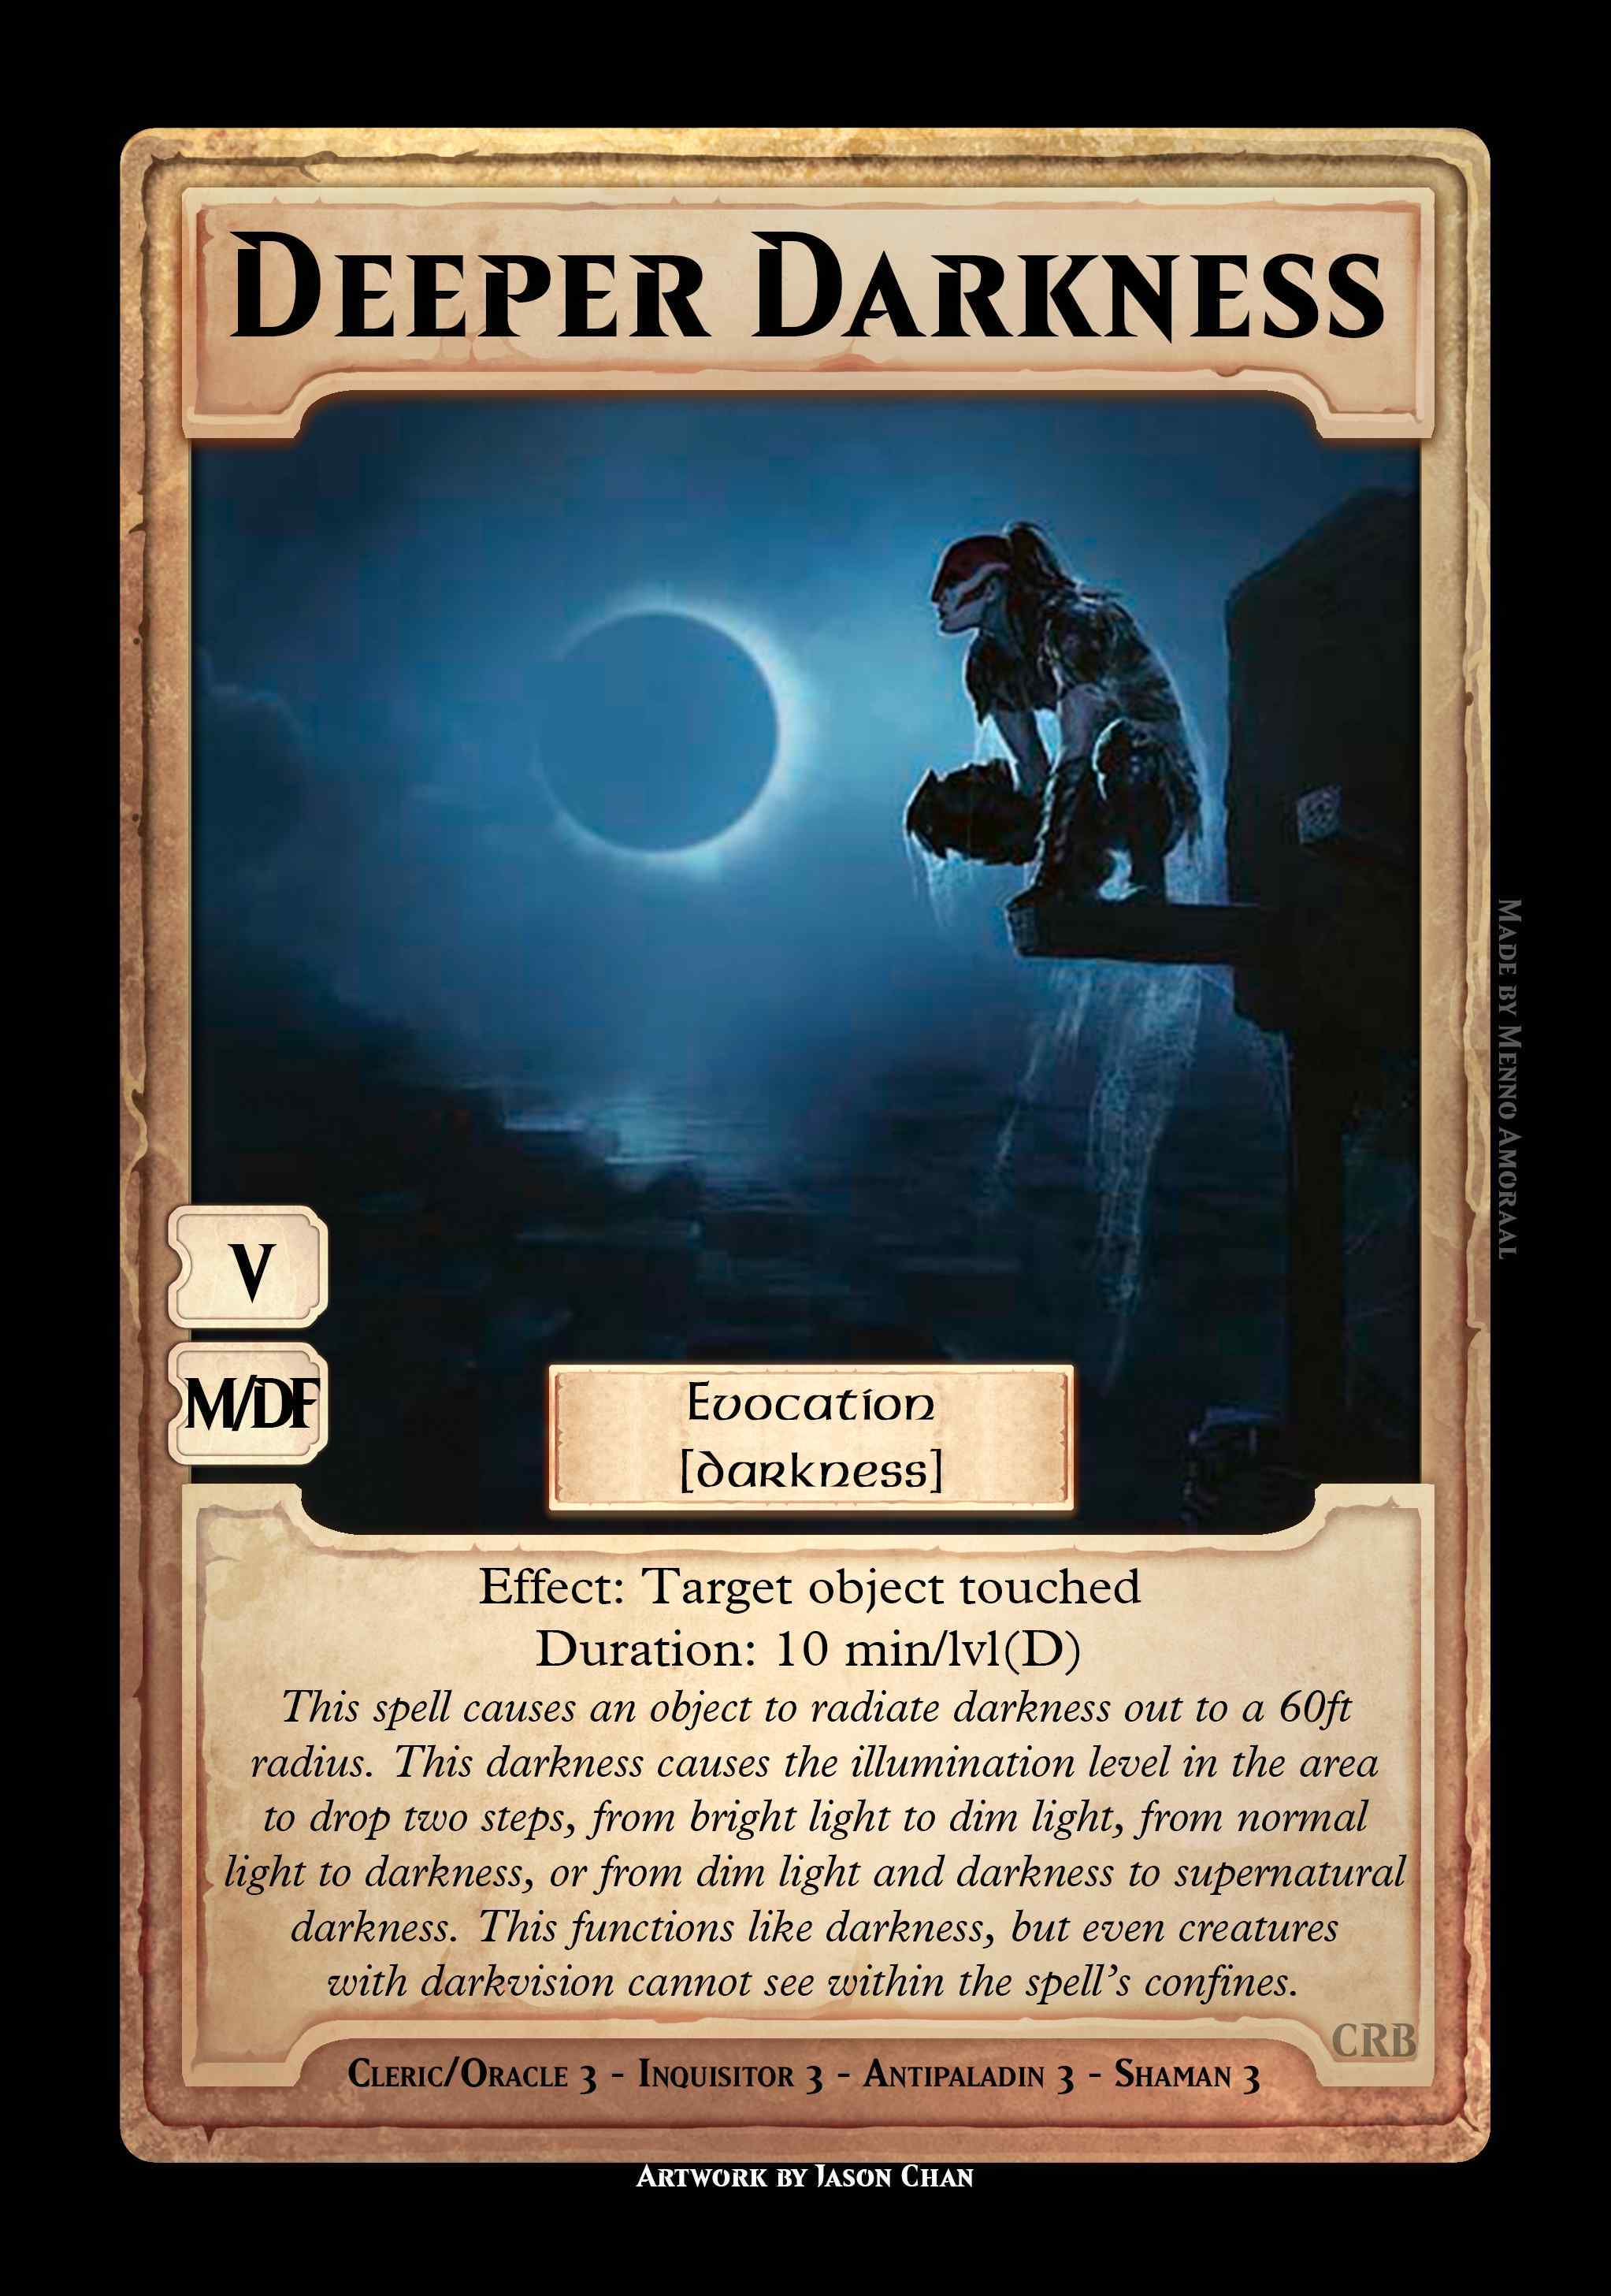 Deeper Darkness
V
M/DF
Evocation
[darkness]
Effect: Target object touched
Duration: 10 min/lvl(D)
This spell causes an object to radiate darkness out to a 60ft
radius. This darkness causes the illumination level in the area
to drop two steps, from bright light to dim light, from normal
light to darkness, or from dim light and darkness to supernatural
darkness. This functions like darkness, but even creatures
with darkvision cannot see within the spell's confines.
CRB
Cleric/Oracle 3 - Inquisitor 3 - Antipaladin 3 - Shaman 3
Artwork by Jason Chan
Made by Menno Amoraal